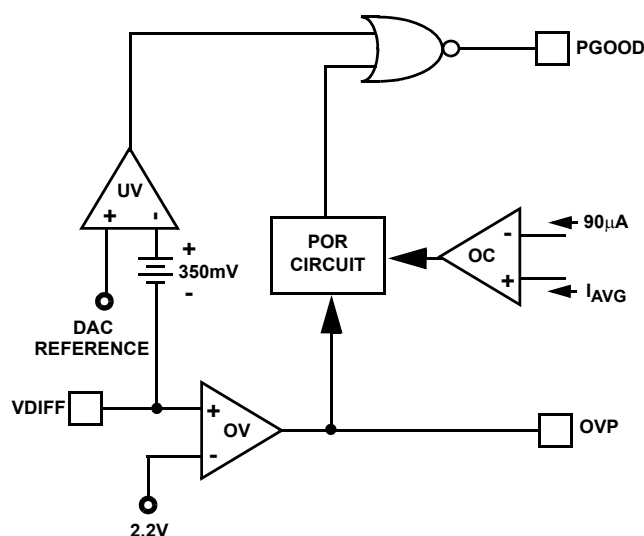 PGOOD
UV
+
-
+
350mV
-
DAC
REFERENCE
POR
CIRCUIT
OC
-
+
90µA
IAVG
VDIFF
+
OV
-
OVP
2.2V